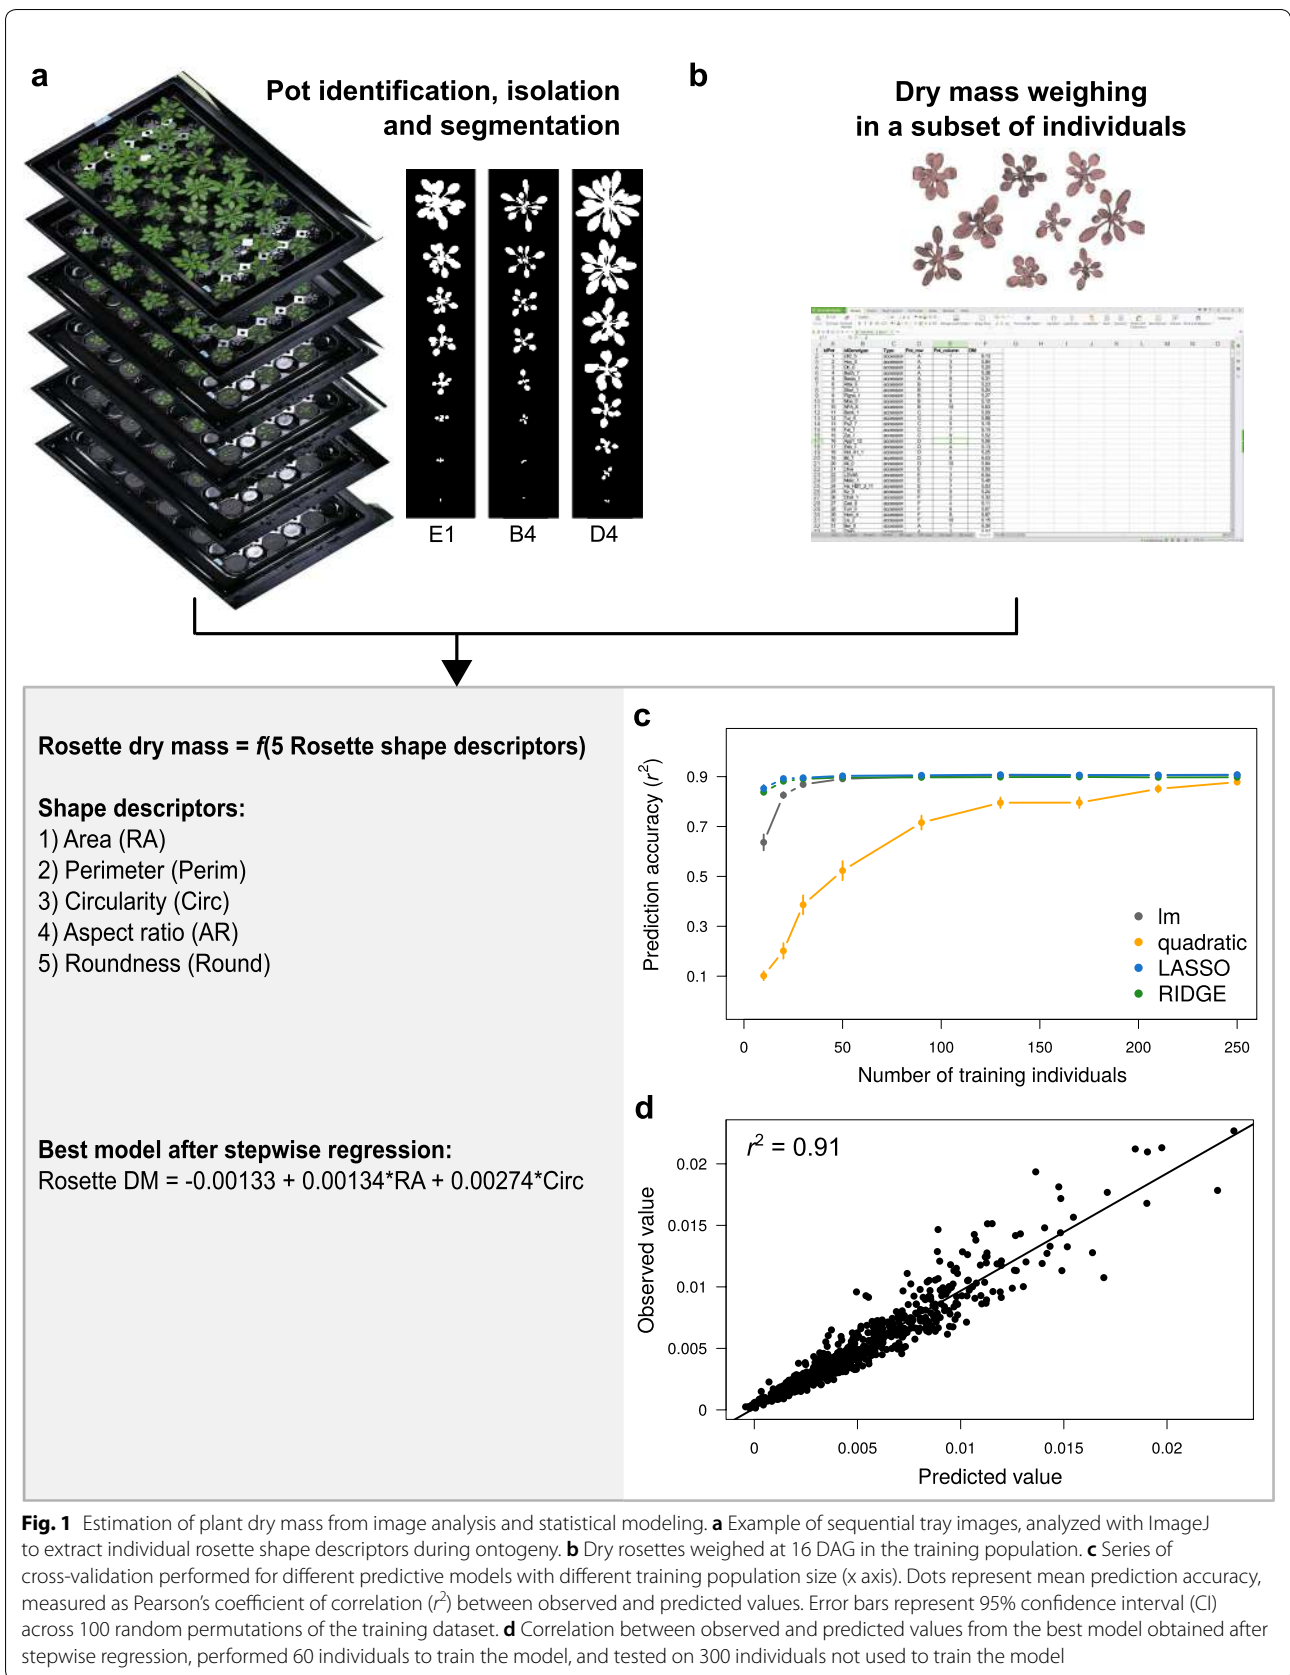 a
Pot identification, isolation
and segmentation
E1 B4 D4
b
Dry mass weighing
in a subset of individuals
Rosette dry mass = f(5 Rosette shape descriptors)
Shape descriptors:
1) Area (RA)
2) Perimeter (Perim)
3) Circularity (Circ)
4) Aspect ratio (AR)
5) Roundness (Round)
Best model after stepwise regression:
Rosette DM = -0.00133 + 0.00134*RA + 0.00274*Circ
c
Prediction accuracy (r²)
0.9
0.7
0.5
0.3
0.1
lm
quadratic
LASSO
RIDGE
0 50 100 150 200 250
Number of training individuals
d
r² = 0.91
Observed value
0.02
0.015
0.01
0.005
0
0 0.005 0.01 0.015 0.02
Predicted value
Fig. 1 Estimation of plant dry mass from image analysis and statistical modeling. a Example of sequential tray images, analyzed with ImageJ
to extract individual rosette shape descriptors during ontogeny. b Dry rosettes weighed at 16 DAG in the training population. c Series of
cross-validation performed for different predictive models with different training population size (x axis). Dots represent mean prediction accuracy,
measured as Pearson's coefficient of correlation (r²) between observed and predicted values. Error bars represent 95% confidence interval (CI)
across 100 random permutations of the training dataset. d Correlation between observed and predicted values from the best model obtained after
stepwise regression, performed 60 individuals to train the model, and tested on 300 individuals not used to train the model